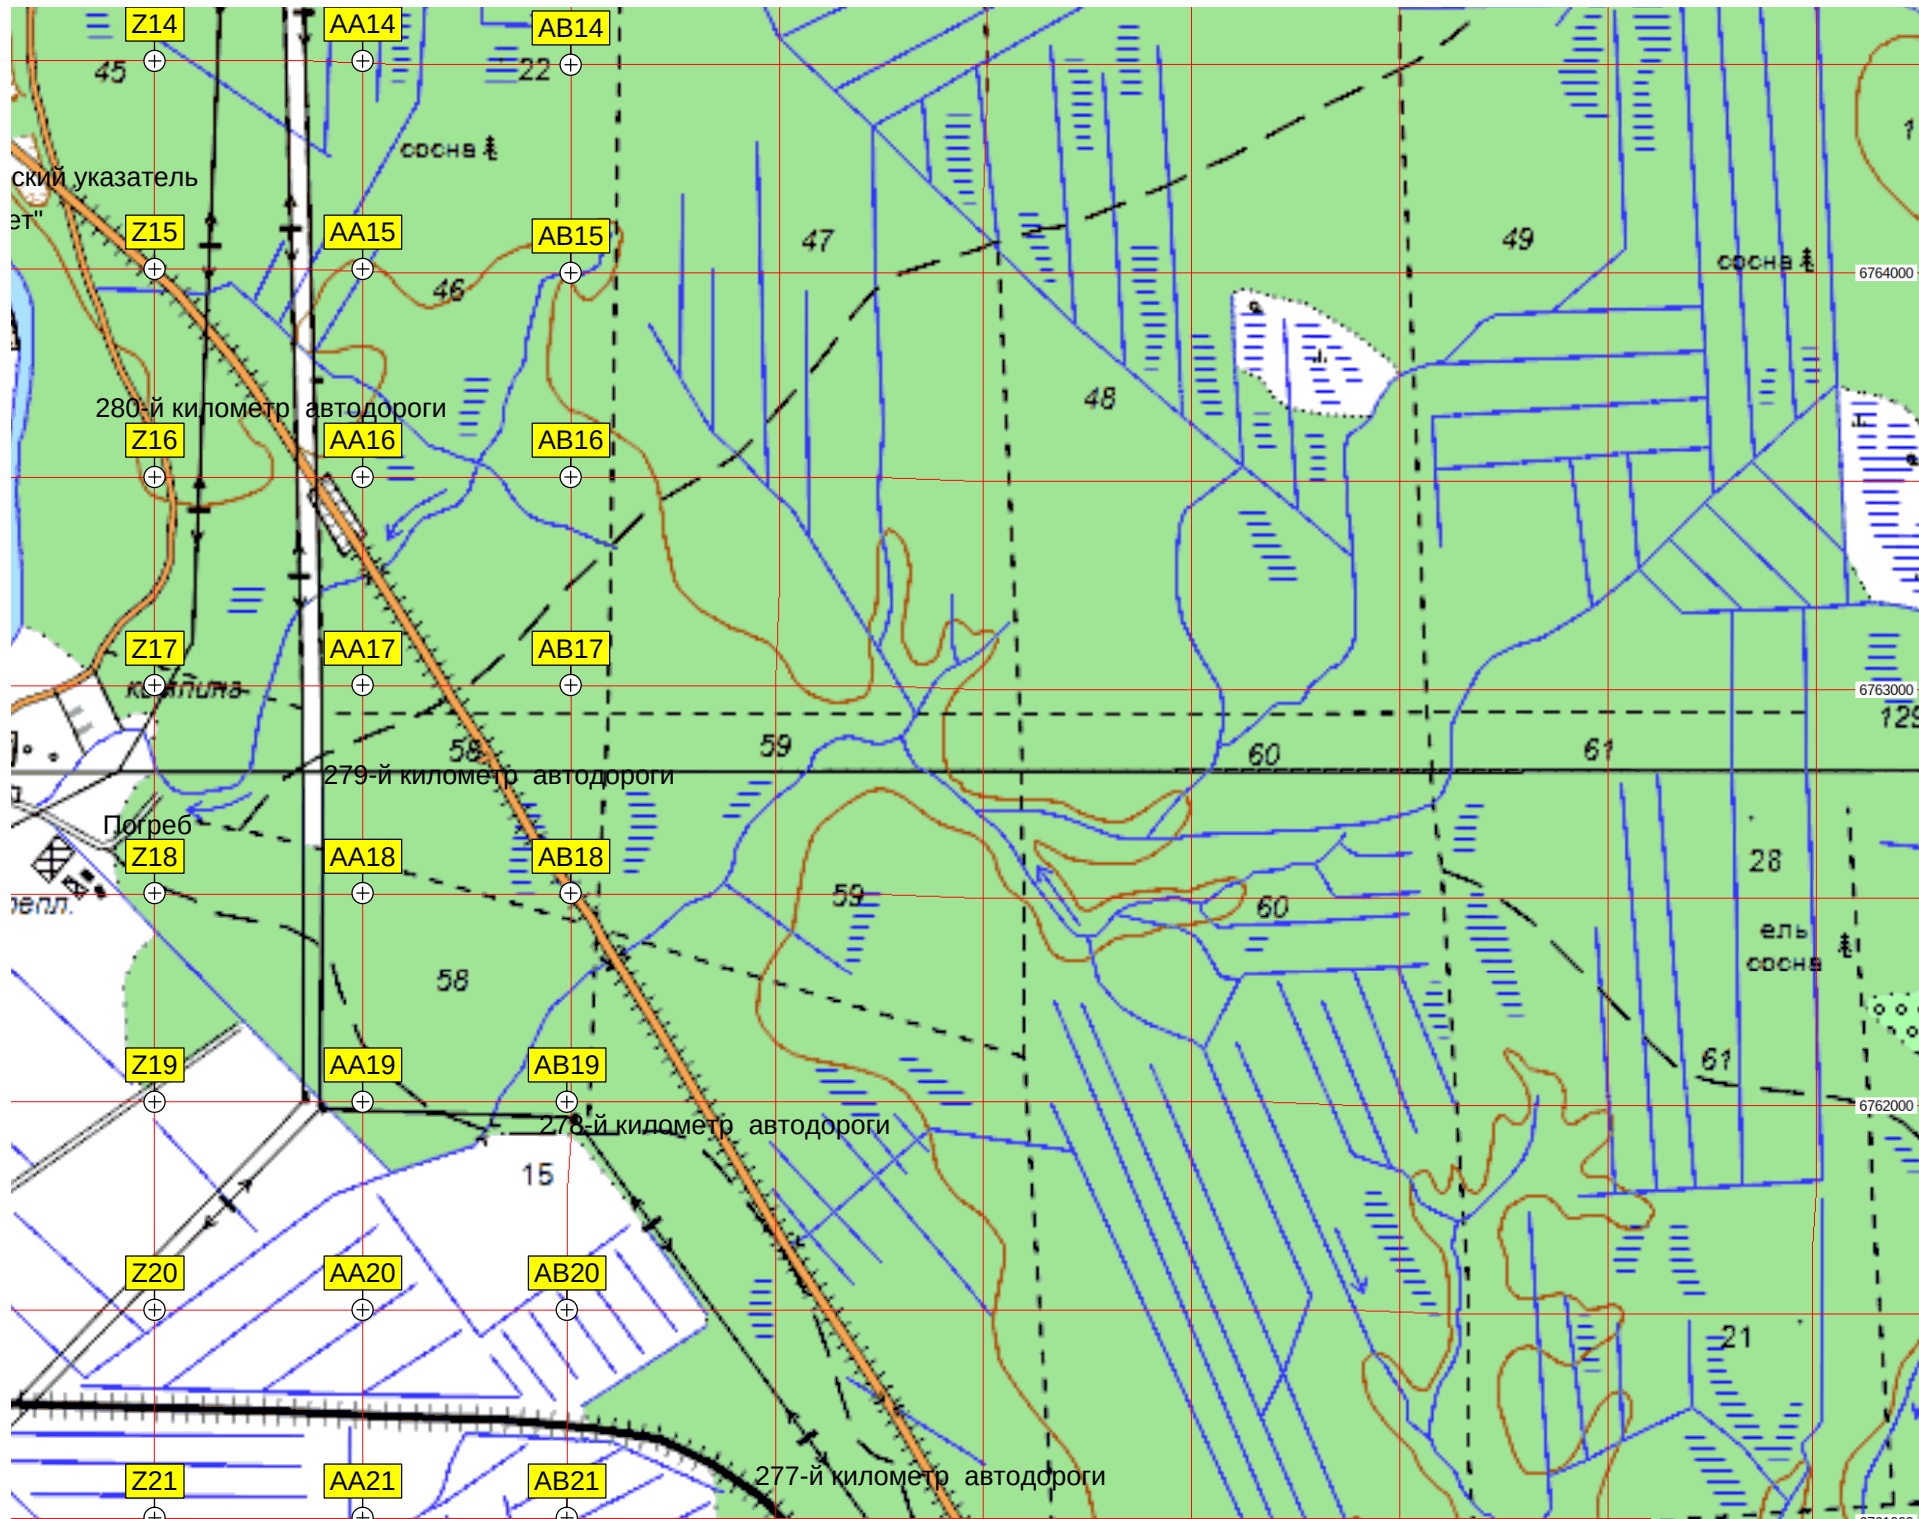 Z14
AA14
AB14
45
22
сосна
ский указатель
ет"
Z15
AA15
AB15
47
49
сосна
46
6764000
48
280-й километр автодороги
Z16
AA16
AB16
Z17
AA17
AB17
кемпинг
6763000
129
58
59
60
61
279-й километр автодороги
Погреб
Z18
AA18
AB18
28
59
60
епл.
ель
сосна
58
61
Z19
AA19
AB19
6762000
278-й километр автодороги
15
Z20
AA20
AB20
21
277-й километр автодороги
Z21
AA21
AB21